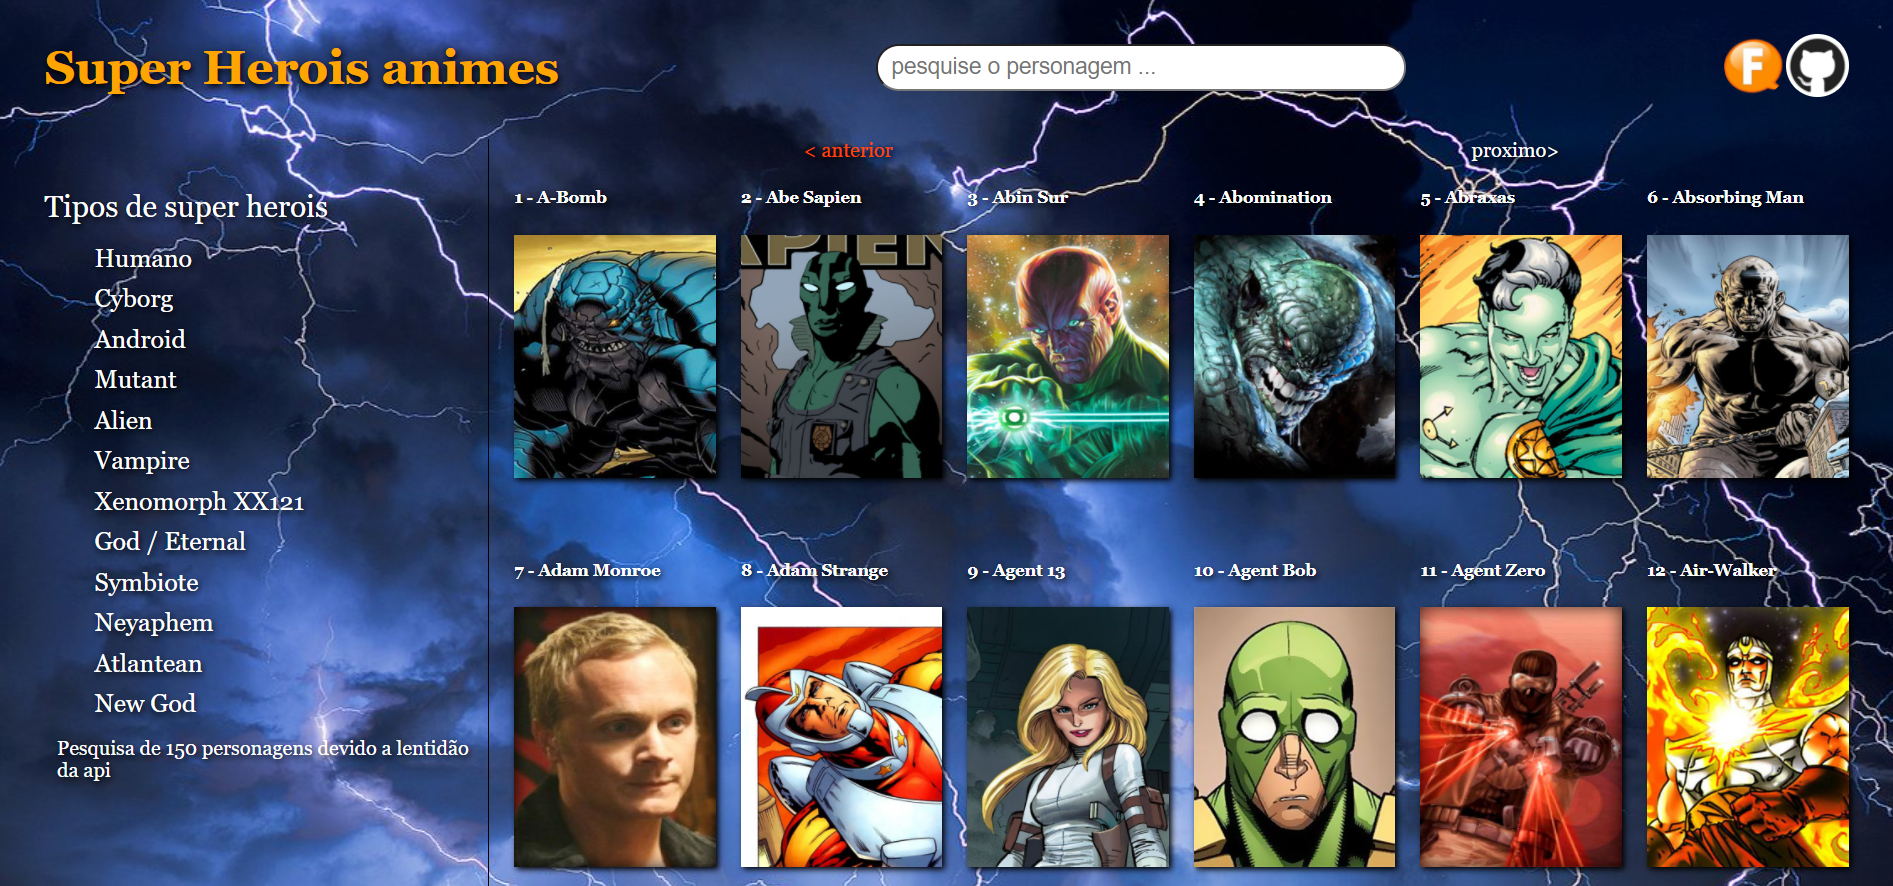 Super Herois animes
pesquise o personagem ...
F
< anterior
proximo>
Tipos de super herois
Humano
Cyborg
Android
Mutant
Alien
Vampire
Xenomorph XX121
God / Eternal
Symbiote
Neyaphem
Atlantean
New God
Pesquisa de 150 personagens devido a lentidão
da api
1 - A-Bomb
2 - Abe Sapien
3 - Abin Sur
4 - Abomination
5 - Abraxas
6 - Absorbing Man
APIEN
7 - Adam Monroe
8 - Adam Strange
9 - Agent 13
10 - Agent Bob
11 - Agent Zero
12 - Air-Walker